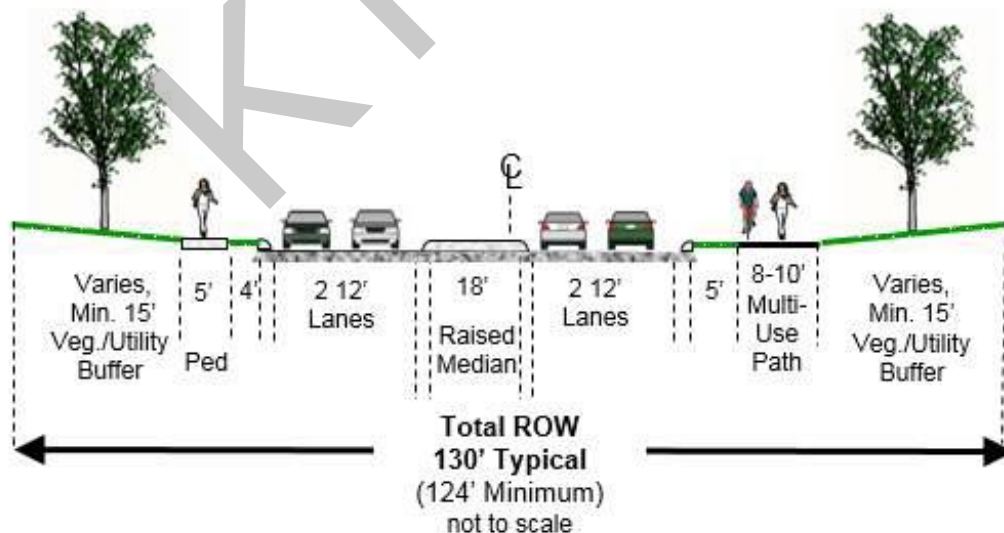 K
℄
Varies,
Min. 15'
Veg./Utility
Buffer
5'
Ped
4'
2 12'
Lanes
18'
Raised
Median
2 12'
Lanes
5'
8-10'
Multi-
Use
Path
Varies,
Min. 15'
Veg./Utility
Buffer
Total ROW
130' Typical
(124' Minimum)
not to scale